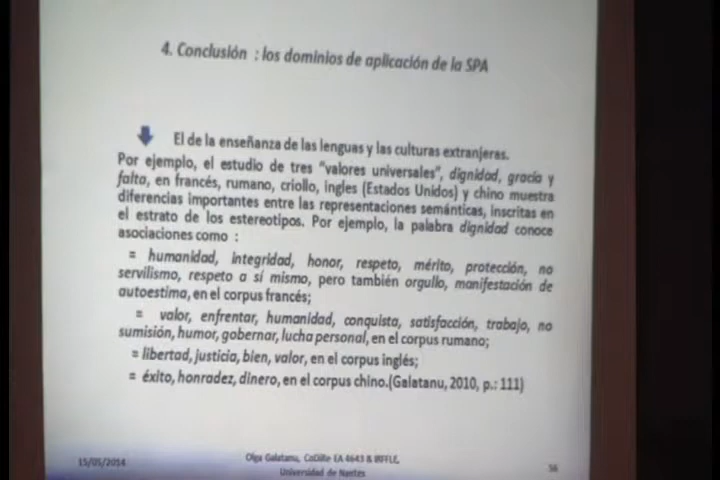 4. Conclusión : los dominios de aplicación de la SPA
El de la enseñanza de las lenguas y las culturas extranjeras.
Por ejemplo, el estudio de tres "valores universales", dignidad, gracia y
falta, en francés, rumano, criollo, ingles (Estados Unidos) y chino muestra
diferencias importantes entre las representaciones semánticas, inscritas en
el estrato de los estereotipos. Por ejemplo, la palabra dignidad conoce
asociaciones como :
= humanidad, integridad, honor, respeto, mérito, protección, no
servilismo, respeto a sí mismo, pero también orgullo, manifestación de
autoestima, en el corpus francés;
= valor, enfrentar, humanidad, conquista, satisfacción, trabajo, no
sumisión, humor, gobernar, lucha personal, en el corpus rumano;
= libertad, justicia, bien, valor, en el corpus inglés;
= éxito, honradez, dinero, en el corpus chino.(Galatanu, 2010, p.: 111)
15/05/2014
Olga Galatanu, CoDiRe EA 4643 & IRFFLE,
Universidad de Nantes
56